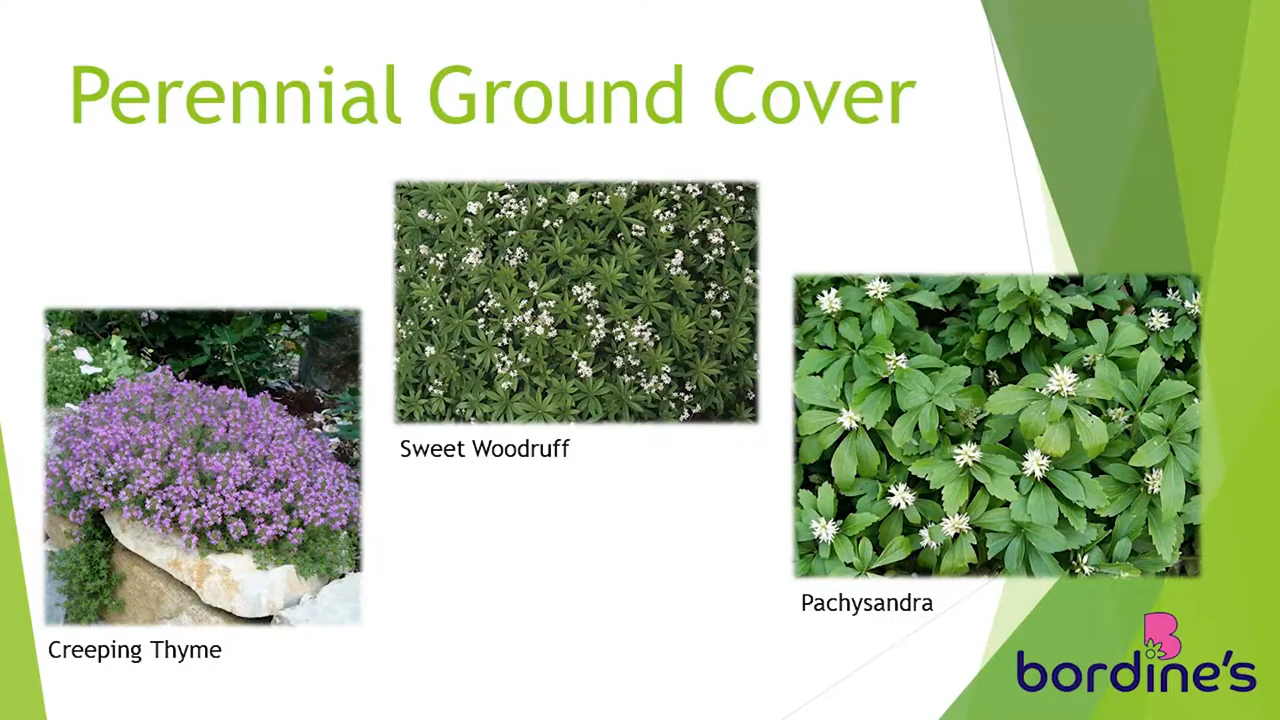 Perennial Ground Cover
Sweet Woodruff
Pachysandra
Creeping Thyme
B
bordine's